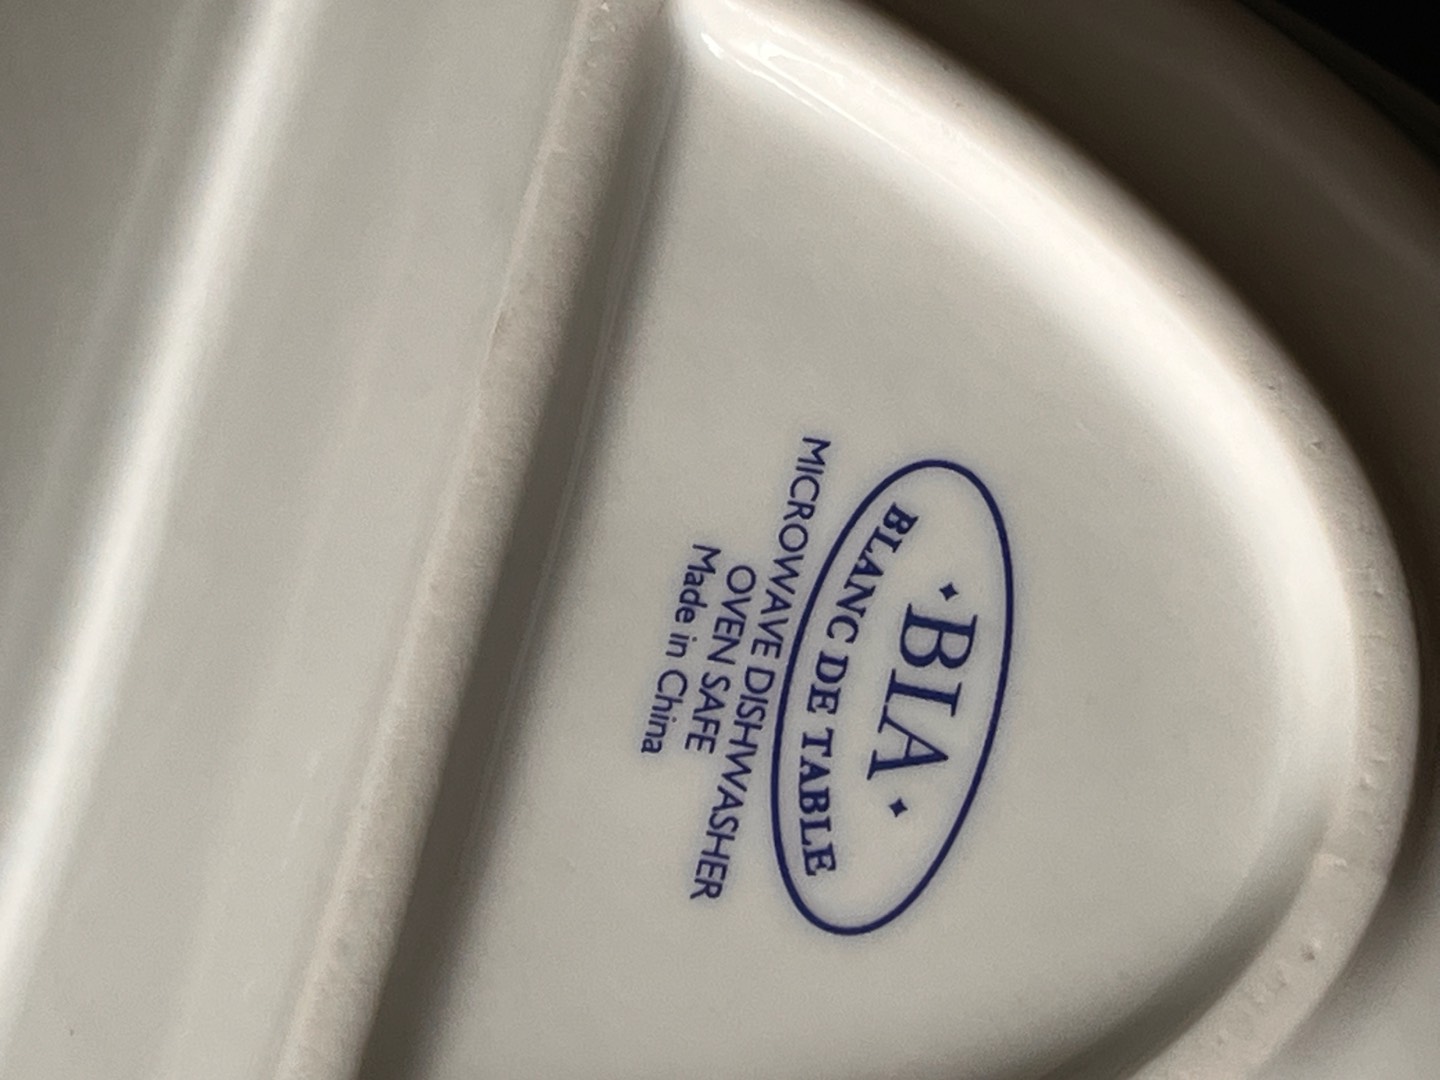 BIA
BLANC DE TABLE
MICROWAVE DISHWASHER
OVEN SAFE
Made in China